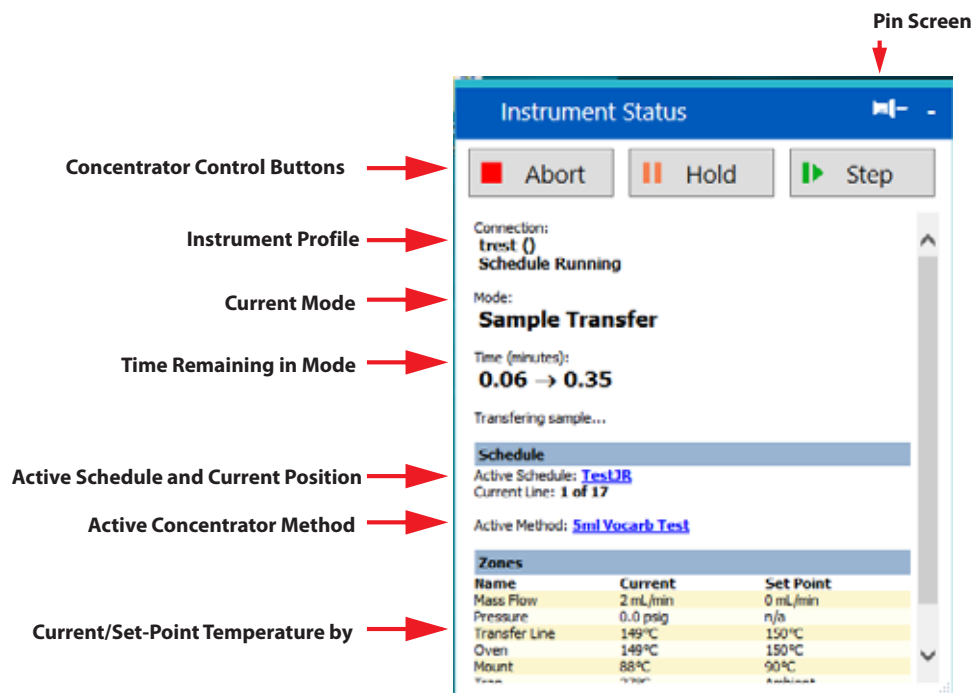 Pin Screen
Instrument Status
Concentrator Control Buttons
Abort Hold Step
Instrument Profile
Connection:
trest ()
Schedule Running
Current Mode
Mode:
Sample Transfer
Time Remaining in Mode
Time (minutes):
0.06 → 0.35
Transfering sample...
Schedule
Active Schedule and Current Position
Active Schedule: TestJR
Current Line: 1 of 17
Active Concentrator Method
Active Method: 5ml Vocarb Test
Zones
Name Current Set Point
Mass Flow 2 mL/min 0 mL/min
Pressure 0.0 psig n/a
Current/Set-Point Temperature by
Transfer Line 149°C 150°C
Oven 149°C 150°C
Mount 88°C 90°C